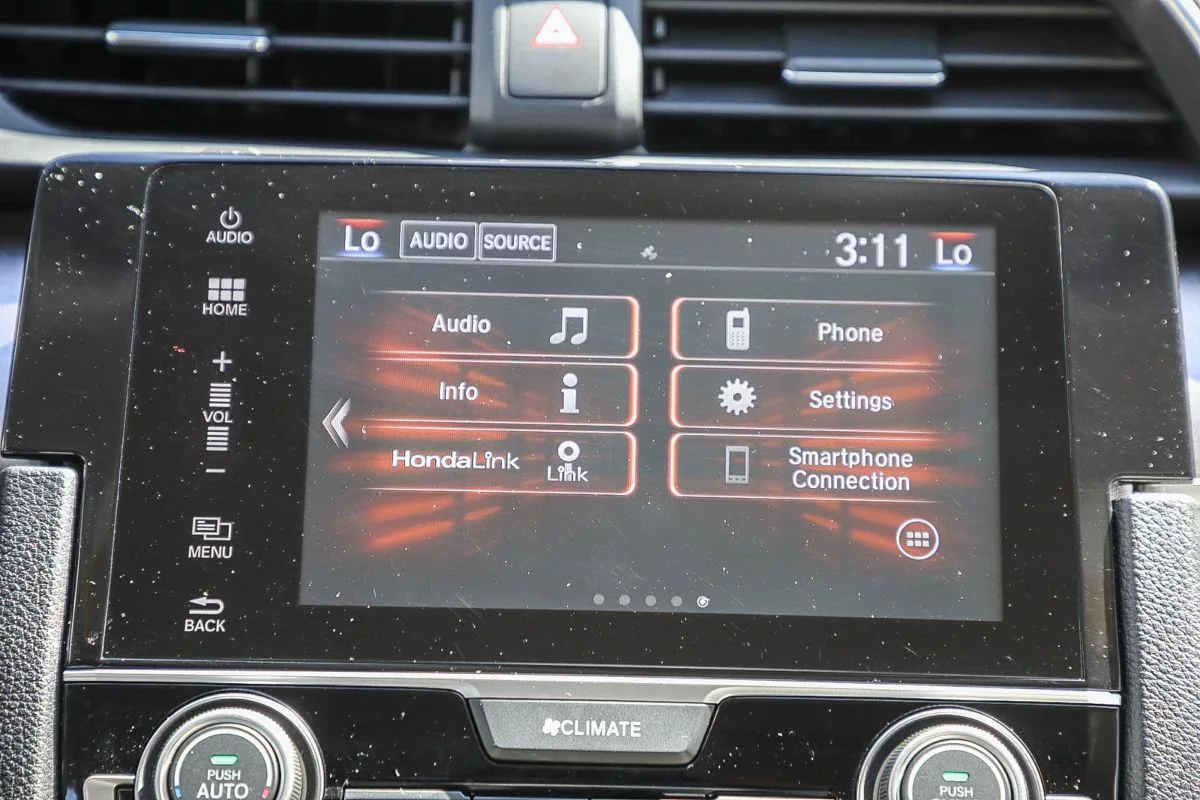 AUDIO
HOME
+
VOL
–
MENU
BACK
Lo AUDIO SOURCE 3:11 Lo
Audio
Phone
Info
Settings
HondaLink
Link
Smartphone
Connection
CLIMATE
PUSH
AUTO
PUSH